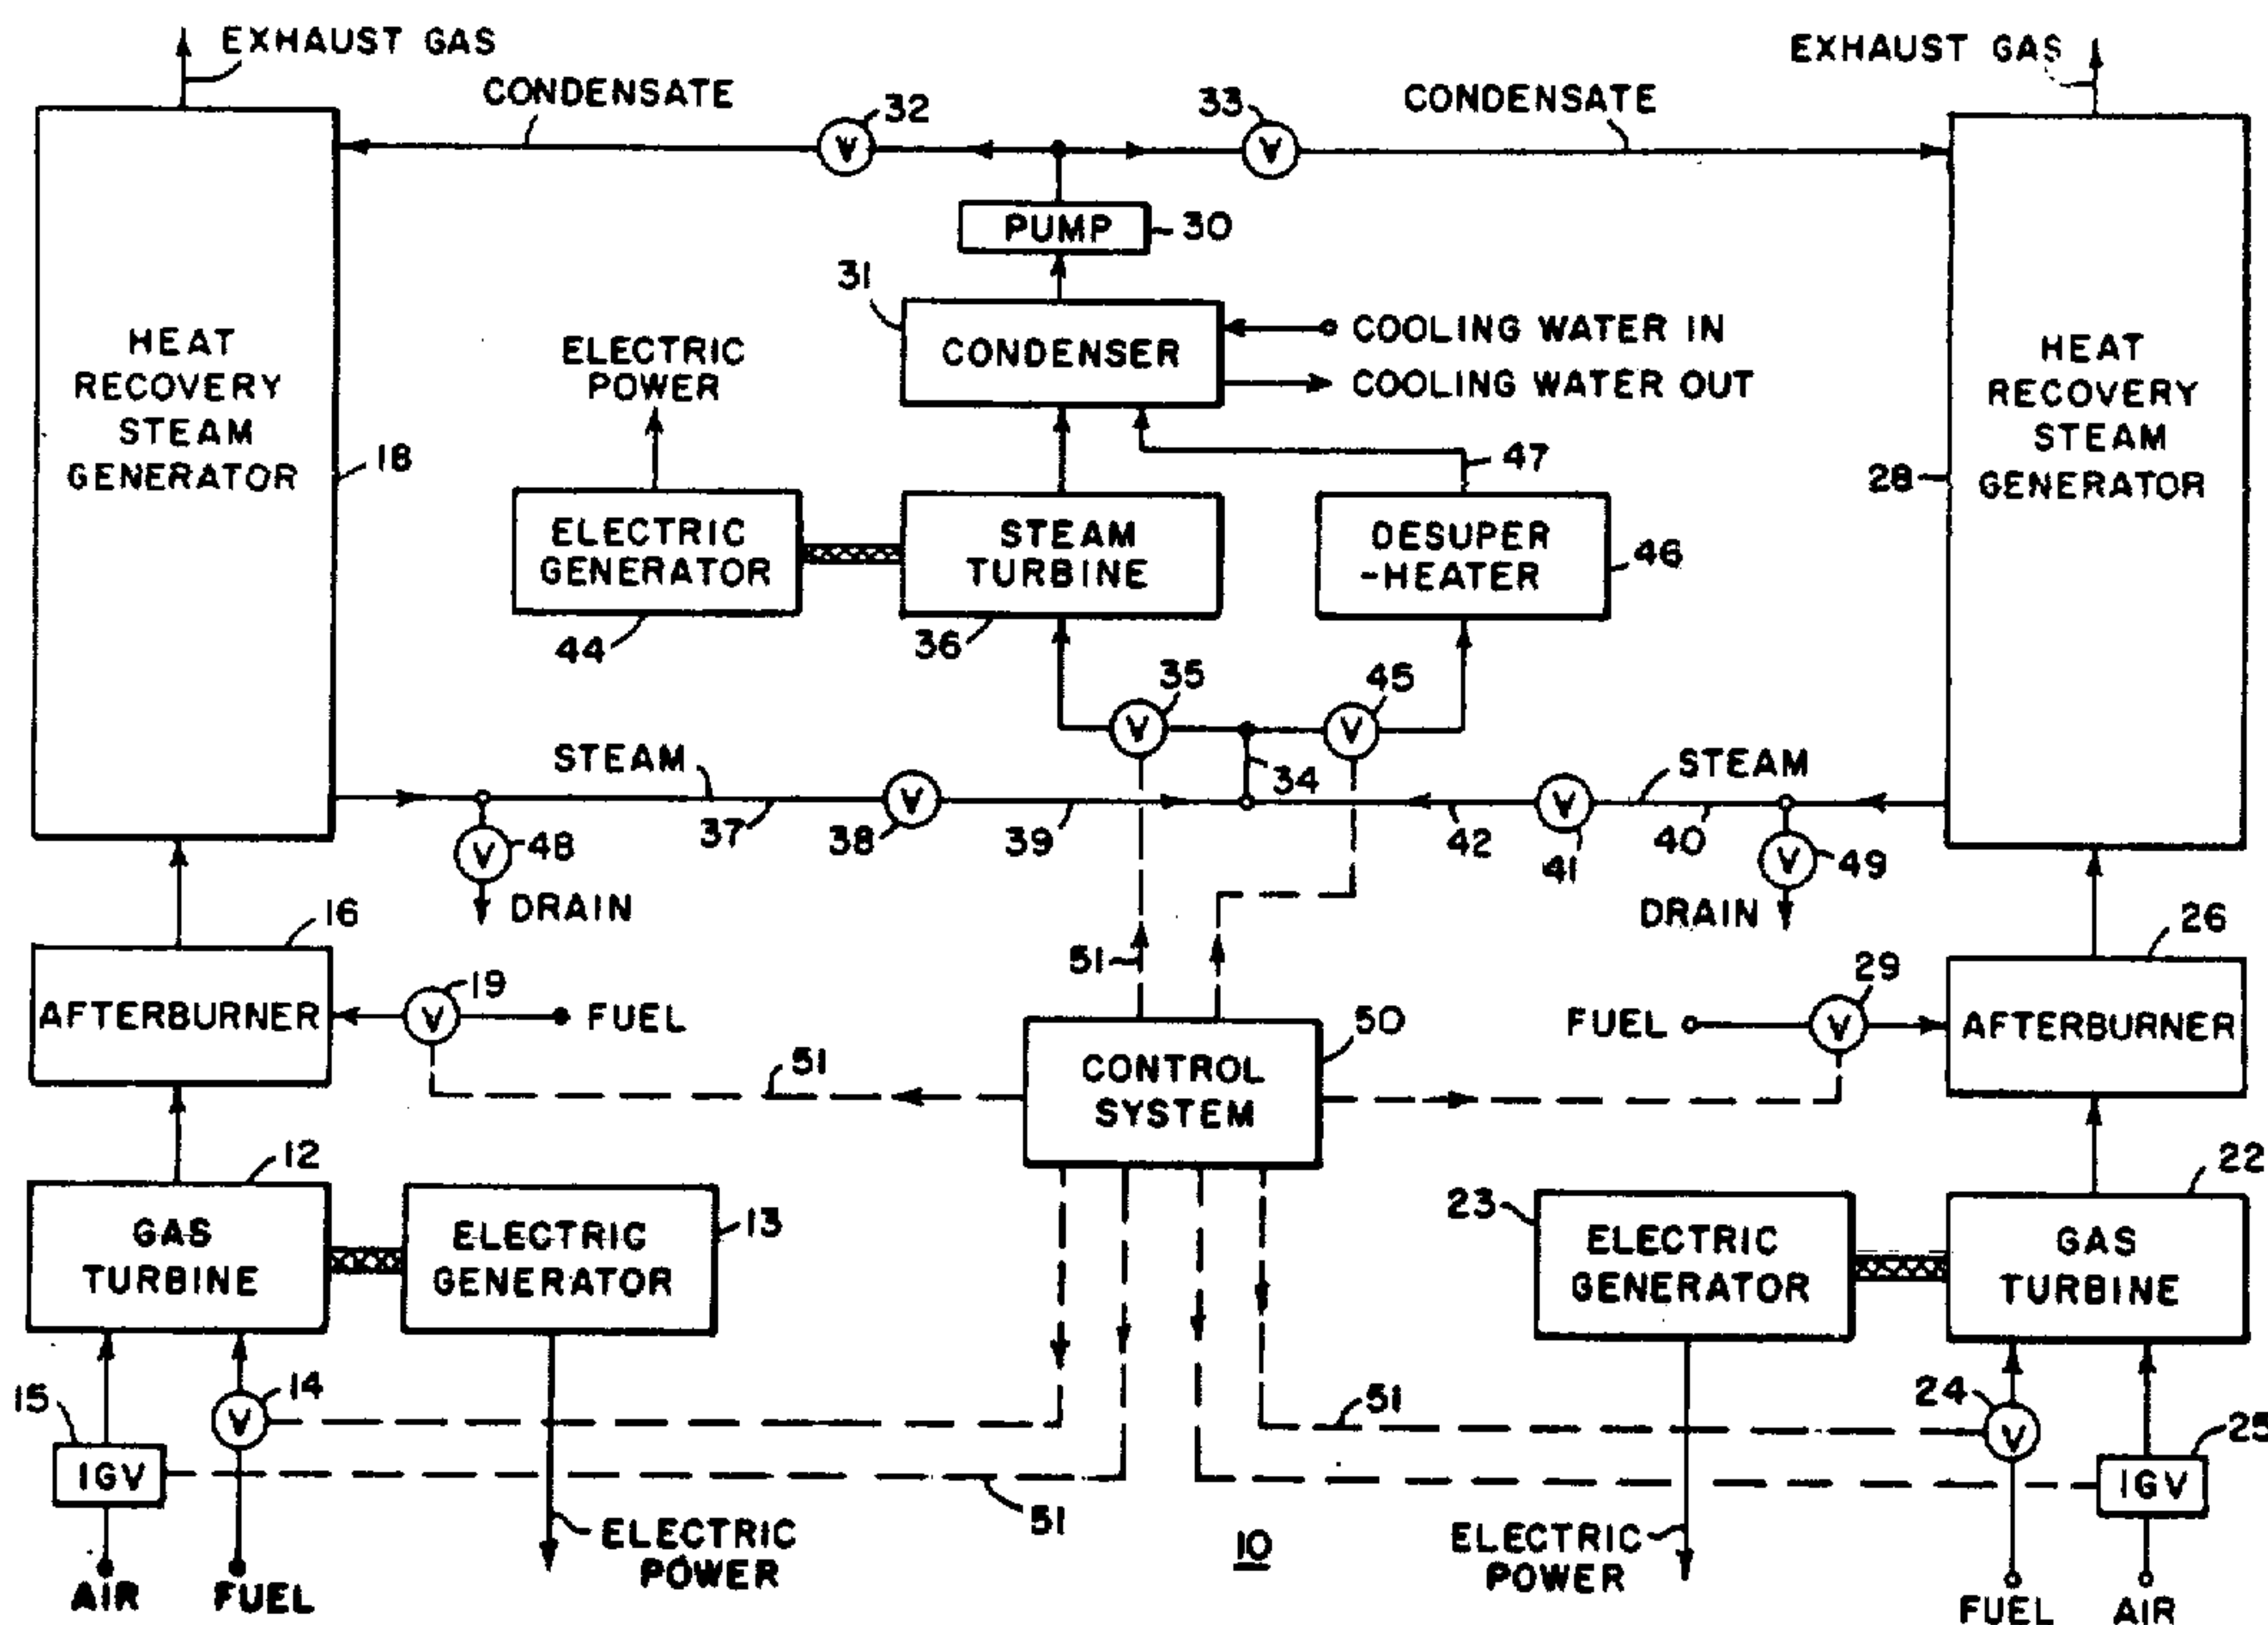 EXHAUST GAS
EXHAUST GAS
CONDENSATE
32
33
CONDENSATE
PUMP
30
31
CONDENSER
COOLING WATER IN
COOLING WATER OUT
HEAT
RECOVERY
STEAM
GENERATOR
18
ELECTRIC
POWER
HEAT
RECOVERY
STEAM
GENERATOR
28
47
ELECTRIC
GENERATOR
44
STEAM
TURBINE
36
DESUPER
-HEATER
46
35
45
34
STEAM
37
38
39
42
41
STEAM
40
48
DRAIN
49
DRAIN
V
V
V
V
V
V
V
V
16
AFTERBURNER
19
V
FUEL
51
51
CONTROL
SYSTEM
50
FUEL
29
V
26
AFTERBURNER
12
GAS
TURBINE
13
ELECTRIC
GENERATOR
23
ELECTRIC
GENERATOR
22
GAS
TURBINE
15
IGV
14
V
51
51
24
V
25
IGV
ELECTRIC
POWER
10
ELECTRIC
POWER
AIR
FUEL
FUEL
AIR